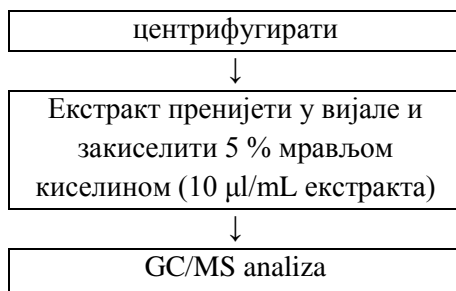 центрифугирати
↓
Екстракт пренијети у вијале и
закиселити 5 % мрављом
киселином (10 μl/mL екстракта)
↓
GC/MS analiza